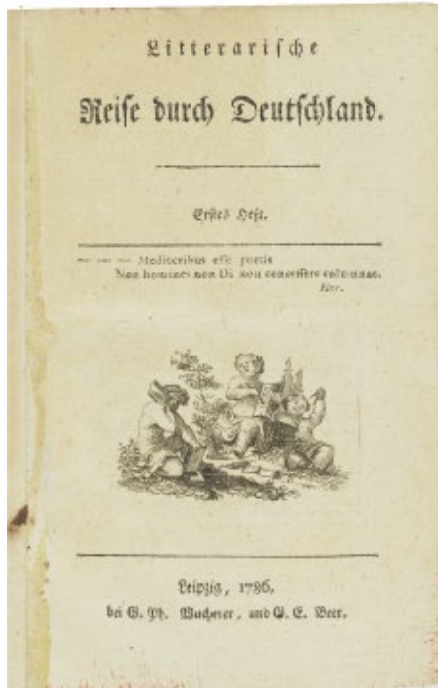 Litterariſche
Reiſe durch Deutſchland.
Erſtes Heft.
— — — Mediocribus eſſe poetis
Non homines non Di non conceſſere columnae.
Hor.
Leipzig, 1786.
bei G. Ph. Wucherer, und G. E. Beer.